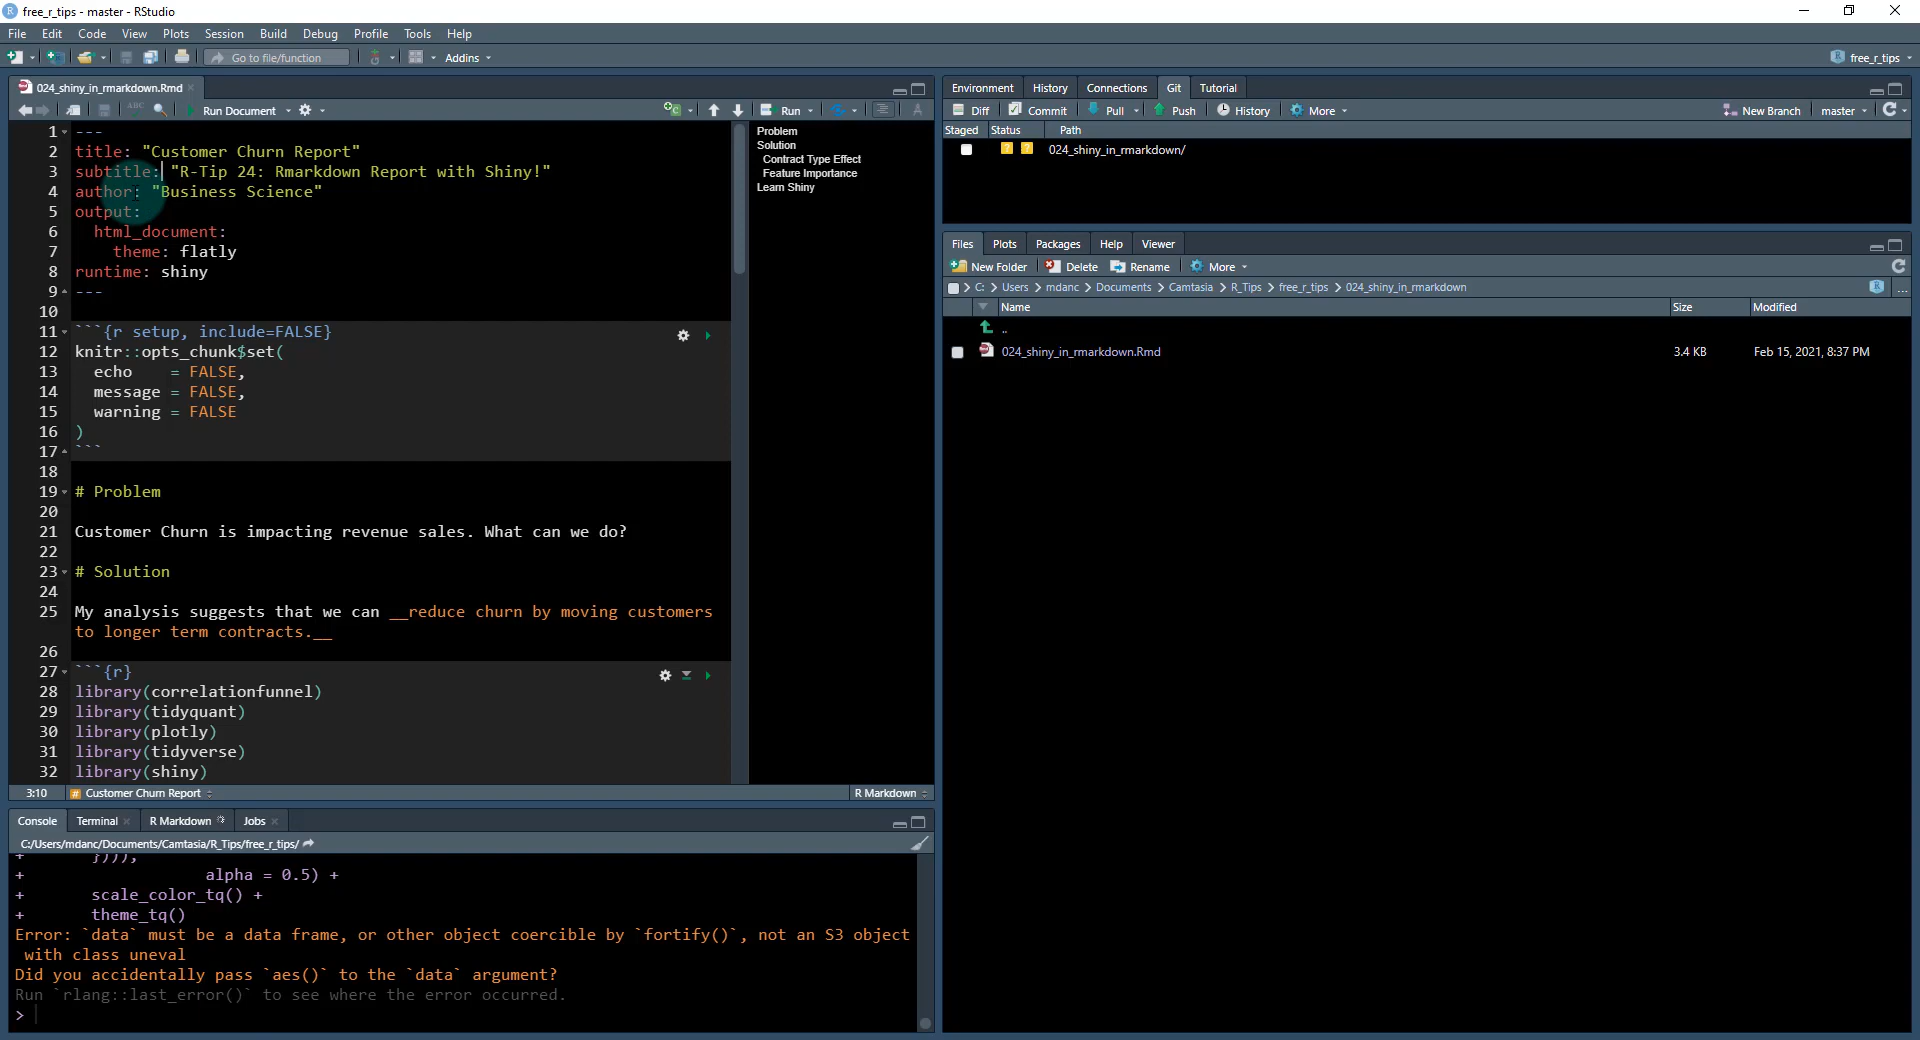 free_r_tips - master - RStudio
File Edit Code View Plots Session Build Debug Profile Tools Help
Go to file/function Addins free_r_tips
024_shiny_in_rmarkdown.Rmd
Run Document Run
1 ---
2 title: "Customer Churn Report"
3 subtitle: "R-Tip 24: Rmarkdown Report with Shiny!"
4 author: "Business Science"
5 output:
6 html_document:
7 theme: flatly
8 runtime: shiny
9 ---
10
11 ```{r setup, include=FALSE}
12 knitr::opts_chunk$set(
13 echo = FALSE,
14 message = FALSE,
15 warning = FALSE
16 )
17 ```
18
19 # Problem
20
21 Customer Churn is impacting revenue sales. What can we do?
22
23 # Solution
24
25 My analysis suggests that we can __reduce churn by moving customers
to longer term contracts.__
26
27 ```{r}
28 library(correlationfunnel)
29 library(tidyquant)
30 library(plotly)
31 library(tidyverse)
32 library(shiny)
Problem
Solution
Contract Type Effect
Feature Importance
Learn Shiny
3:10 # Customer Churn Report R Markdown
Console Terminal R Markdown Jobs
C:/Users/mdanc/Documents/Camtasia/R_Tips/free_r_tips/
+ }))),
+ alpha = 0.5) +
+ scale_color_tq() +
+ theme_tq()
Error: `data` must be a data frame, or other object coercible by `fortify()`, not an S3 object
with class uneval
Did you accidentally pass `aes()` to the `data` argument?
Run `rlang::last_error()` to see where the error occurred.
>
Environment History Connections Git Tutorial
Diff Commit Pull Push History More New Branch master
Staged Status Path
? ? 024_shiny_in_rmarkdown/
Files Plots Packages Help Viewer
New Folder Delete Rename More
C: > Users > mdanc > Documents > Camtasia > R_Tips > free_r_tips > 024_shiny_in_rmarkdown ...
Name Size Modified
..
024_shiny_in_rmarkdown.Rmd 3.4 KB Feb 15, 2021, 8:37 PM